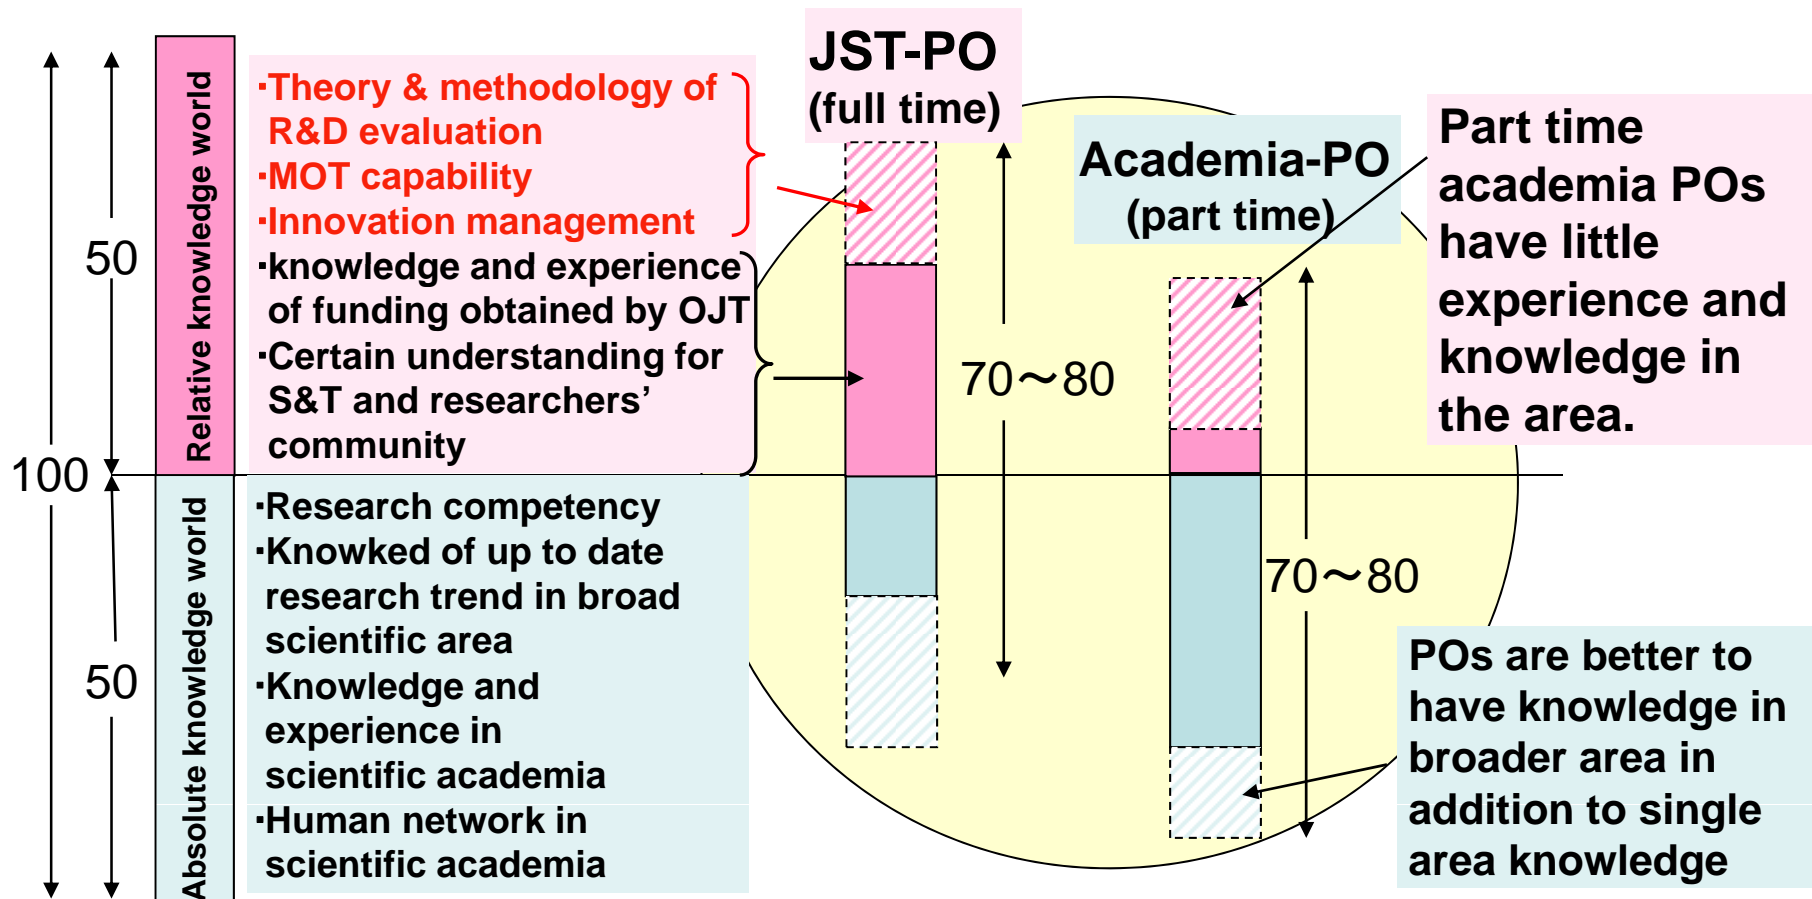 100
50
50
Relative knowledge world
Absolute knowledge world
·Theory & methodology of
R&D evaluation
·MOT capability
·Innovation management
·knowledge and experience
of funding obtained by OJT
·Certain understanding for
S&T and researchers’
community
·Research competency
·Knowked of up to date
research trend in broad
scientific area
·Knowledge and
experience in
scientific academia
·Human network in
scientific academia
JST-PO
(full time)
70～80
Academia-PO
(part time)
70～80
Part time
academia POs
have little
experience and
knowledge in
the area.
POs are better to
have knowledge in
broader area in
addition to single
area knowledge